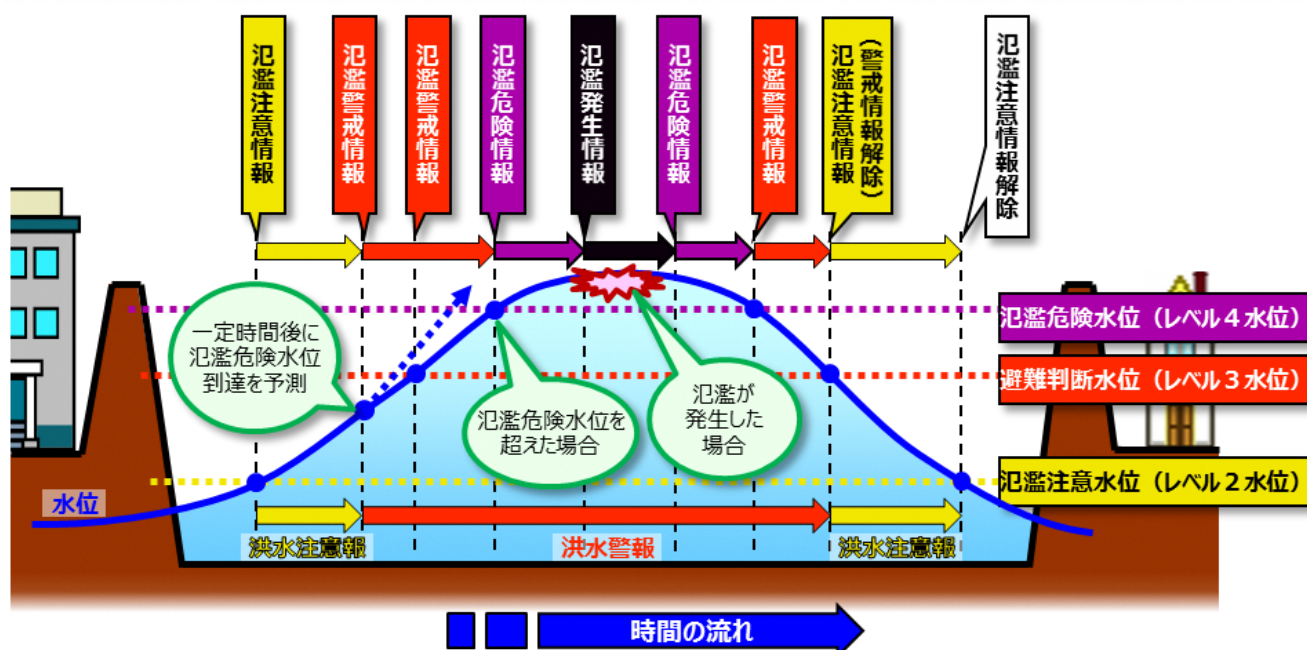 氾濫注意情報
氾濫警戒情報
氾濫警戒情報
氾濫危険情報
氾濫発生情報
氾濫危険情報
氾濫警戒情報
氾濫注意情報
（警戒情報解除）
氾濫注意情報解除
一定時間後に
氾濫危険水位
到達を予測
氾濫危険水位を
超えた場合
氾濫が
発生した
場合
氾濫危険水位（レベル４水位）
避難判断水位（レベル３水位）
氾濫注意水位（レベル２水位）
水位
洪水注意報
洪水警報
洪水注意報
時間の流れ